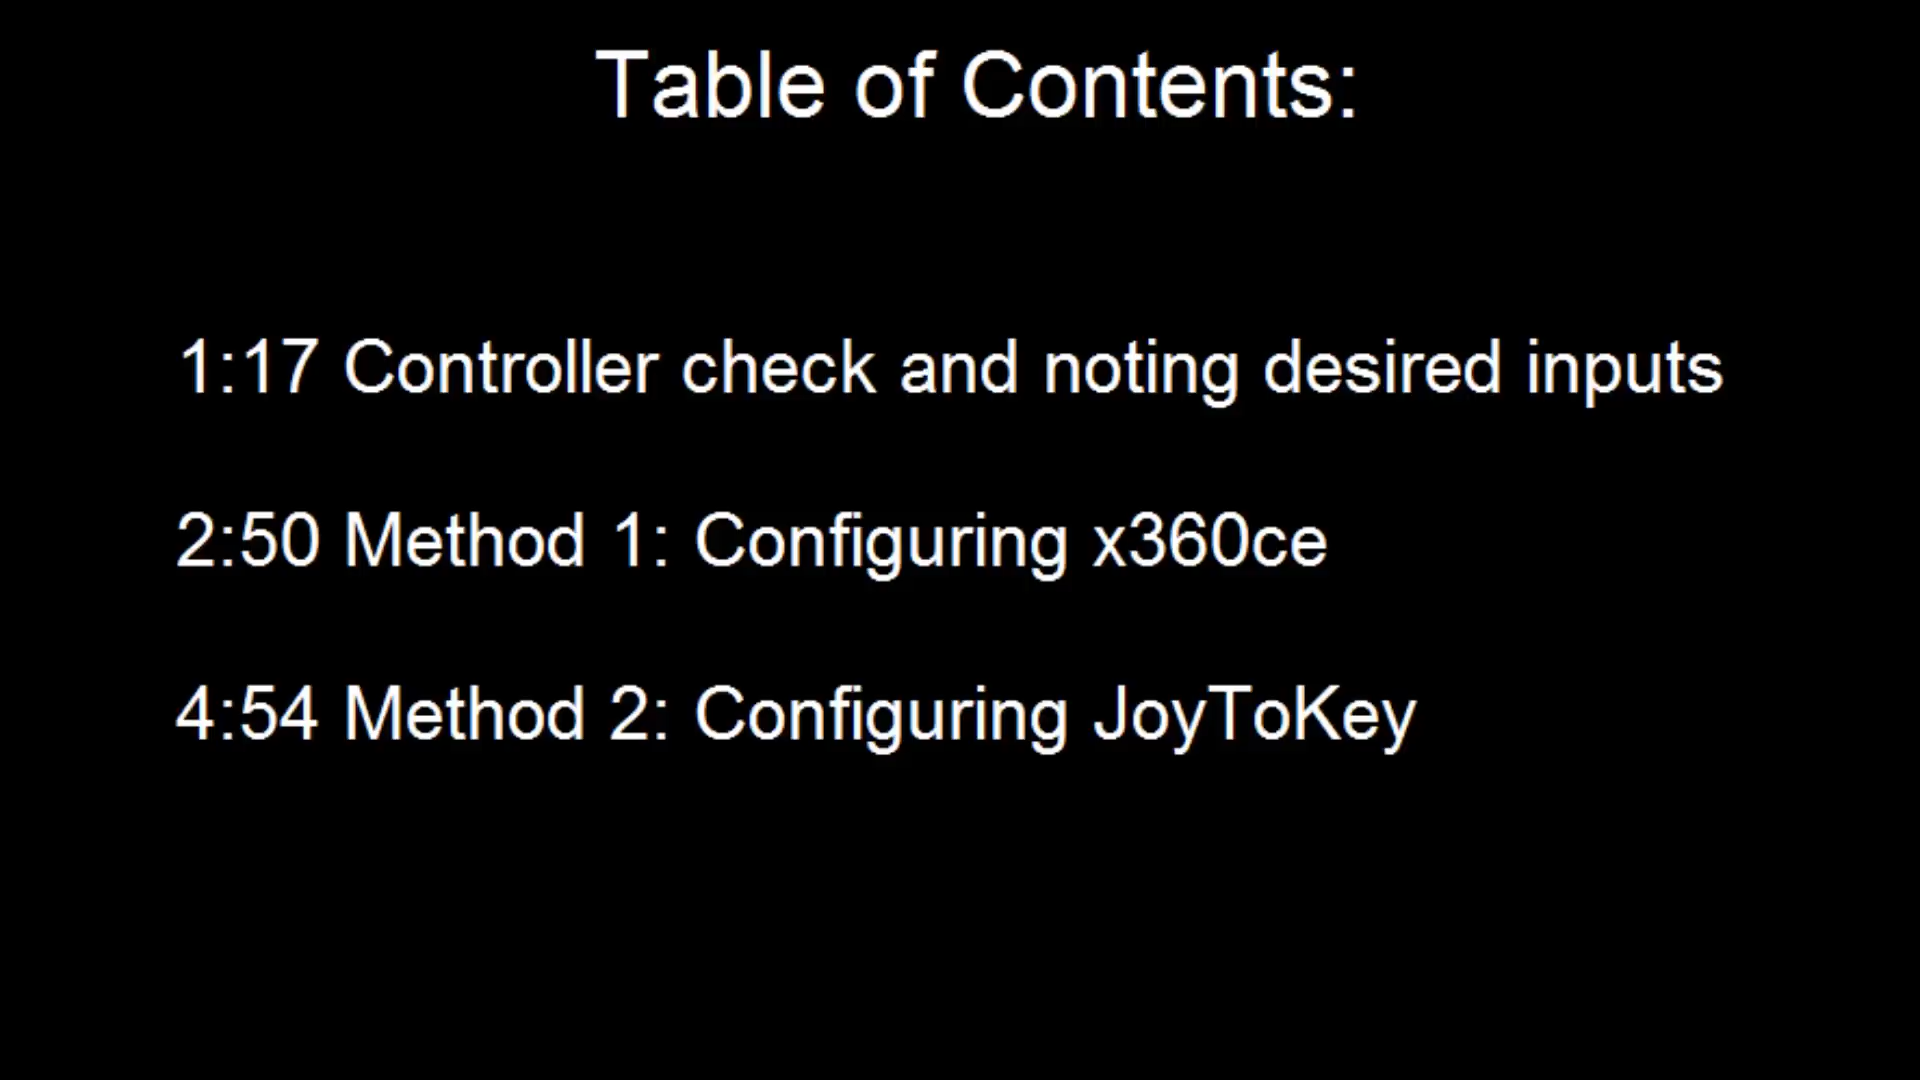 Table of Contents:
1:17 Controller check and noting desired inputs
2:50 Method 1: Configuring x360ce
4:54 Method 2: Configuring JoyToKey